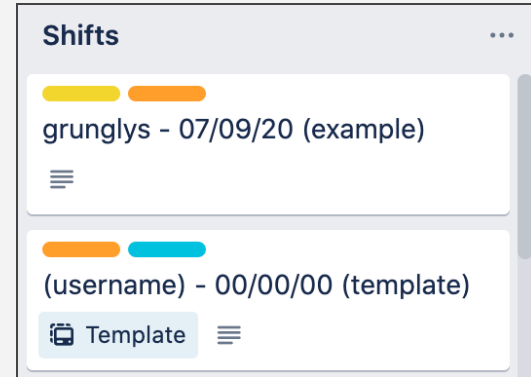 Shifts
grunglys - 07/09/20 (example)
(username) - 00/00/00 (template)
Template